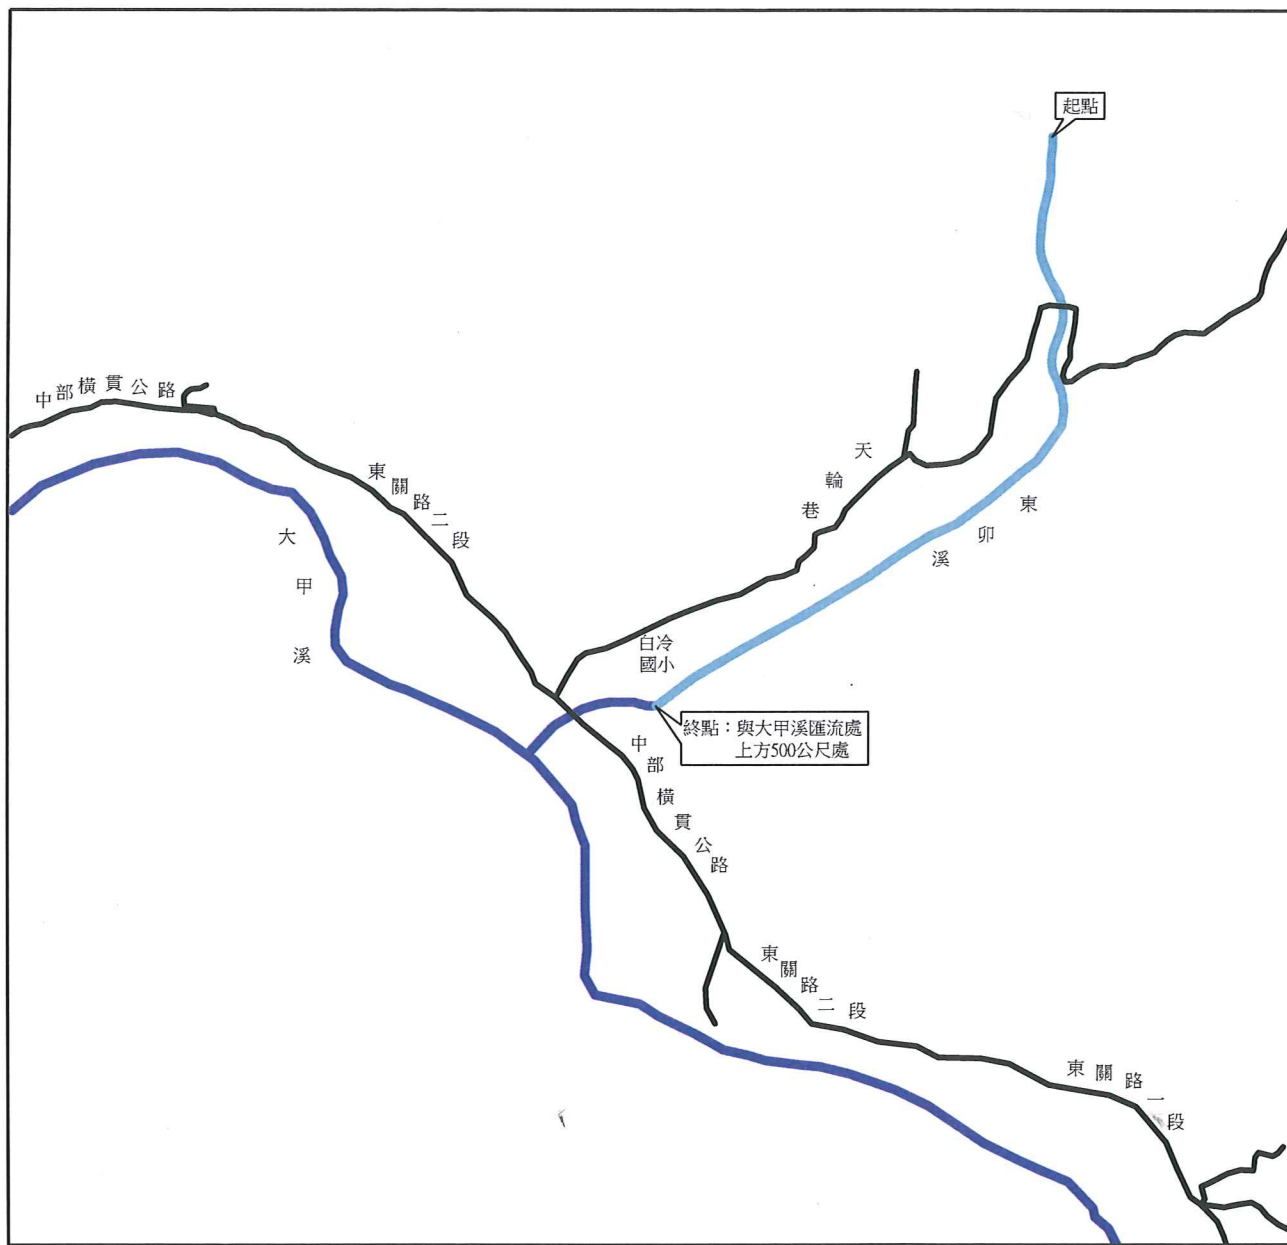 起點
中部橫貫公路
東關路二段
大甲溪
天輪巷
東卯溪
白冷
國小
終點：與大甲溪匯流處
上方500公尺處
中部橫貫公路
東關路二段
東關路一段